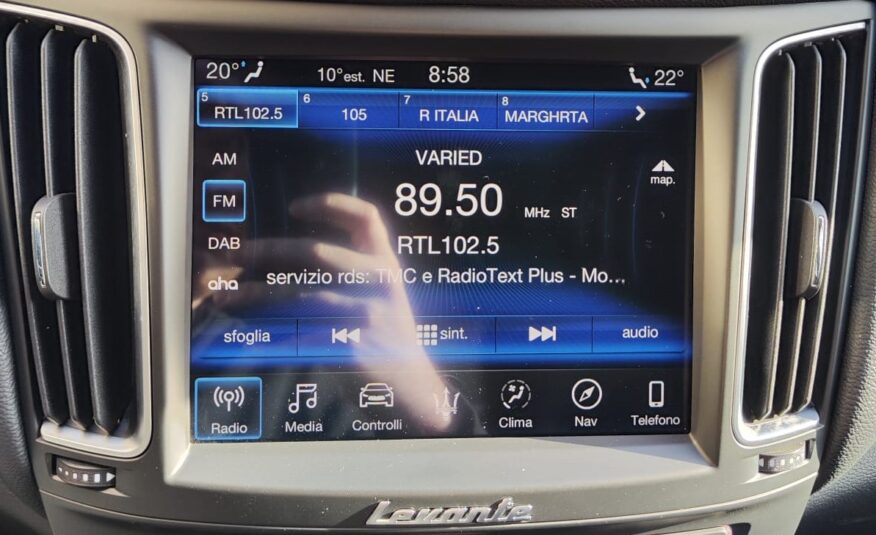 20° 10°est. NE 8:58 22°
5 RTL102.5 6 105 7 R ITALIA 8 MARGHRTA
AM VARIED map.
FM 89.50 MHz ST
DAB RTL102.5
aha servizio rds: TMC e RadioText Plus - Mo...
sfoglia sint. audio
Radio Media Controlli Clima Nav Telefono
Levante